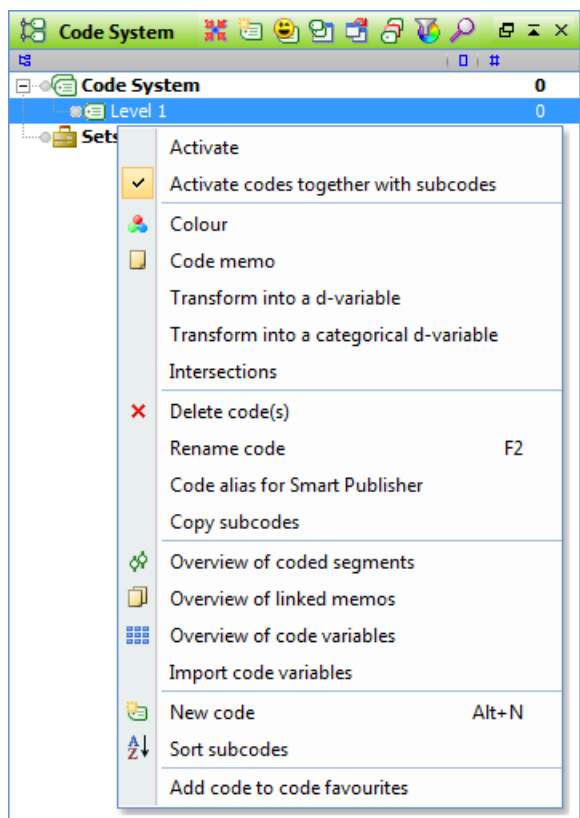 Code System
Code System 0
Level 1 0
Sets
Activate
Activate codes together with subcodes
Colour
Code memo
Transform into a d-variable
Transform into a categorical d-variable
Intersections
Delete code(s)
Rename code F2
Code alias for Smart Publisher
Copy subcodes
Overview of coded segments
Overview of linked memos
Overview of code variables
Import code variables
New code Alt+N
Sort subcodes
Add code to code favourites